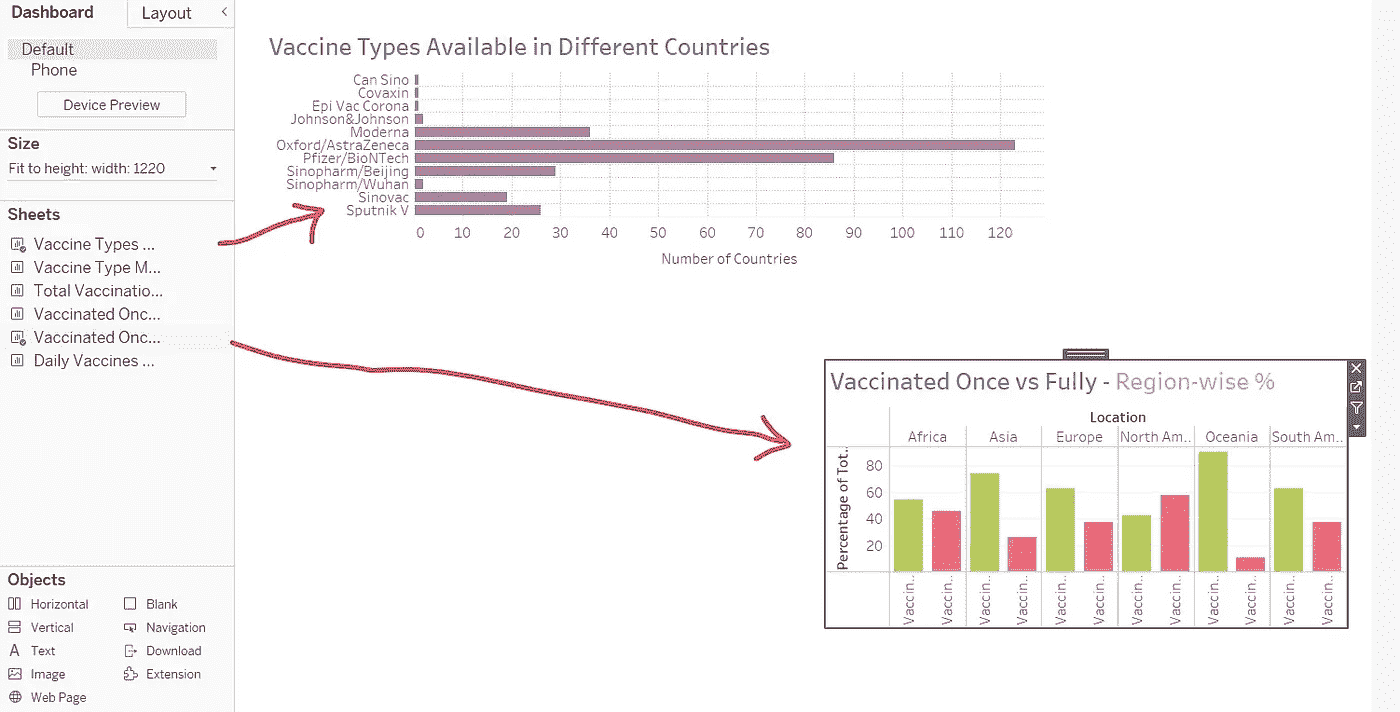 Dashboard
Layout
Default
Phone
Device Preview
Size
Fit to height: width: 1220
Sheets
Vaccine Types ...
Vaccine Type M...
Total Vaccinatio...
Vaccinated Onc...
Vaccinated Onc...
Daily Vaccines ...
Objects
Horizontal
Blank
Vertical
Navigation
A Text
Download
Image
Extension
Web Page
Vaccine Types Available in Different Countries
Can Sino
Covaxin
Epi Vac Corona
Johnson&Johnson
Moderna
Oxford/AstraZeneca
Pfizer/BioNTech
Sinopharm/Beijing
Sinopharm/Wuhan
Sinovac
Sputnik V
0 10 20 30 40 50 60 70 80 90 100 110 120
Number of Countries
Vaccinated Once vs Fully - Region-wise %
Location
Africa Asia Europe North Am.. Oceania South Am..
Percentage of Tot..
80
60
40
20
Vaccin.. Vaccin.. Vaccin.. Vaccin.. Vaccin.. Vaccin.. Vaccin.. Vaccin.. Vaccin.. Vaccin.. Vaccin.. Vaccin..